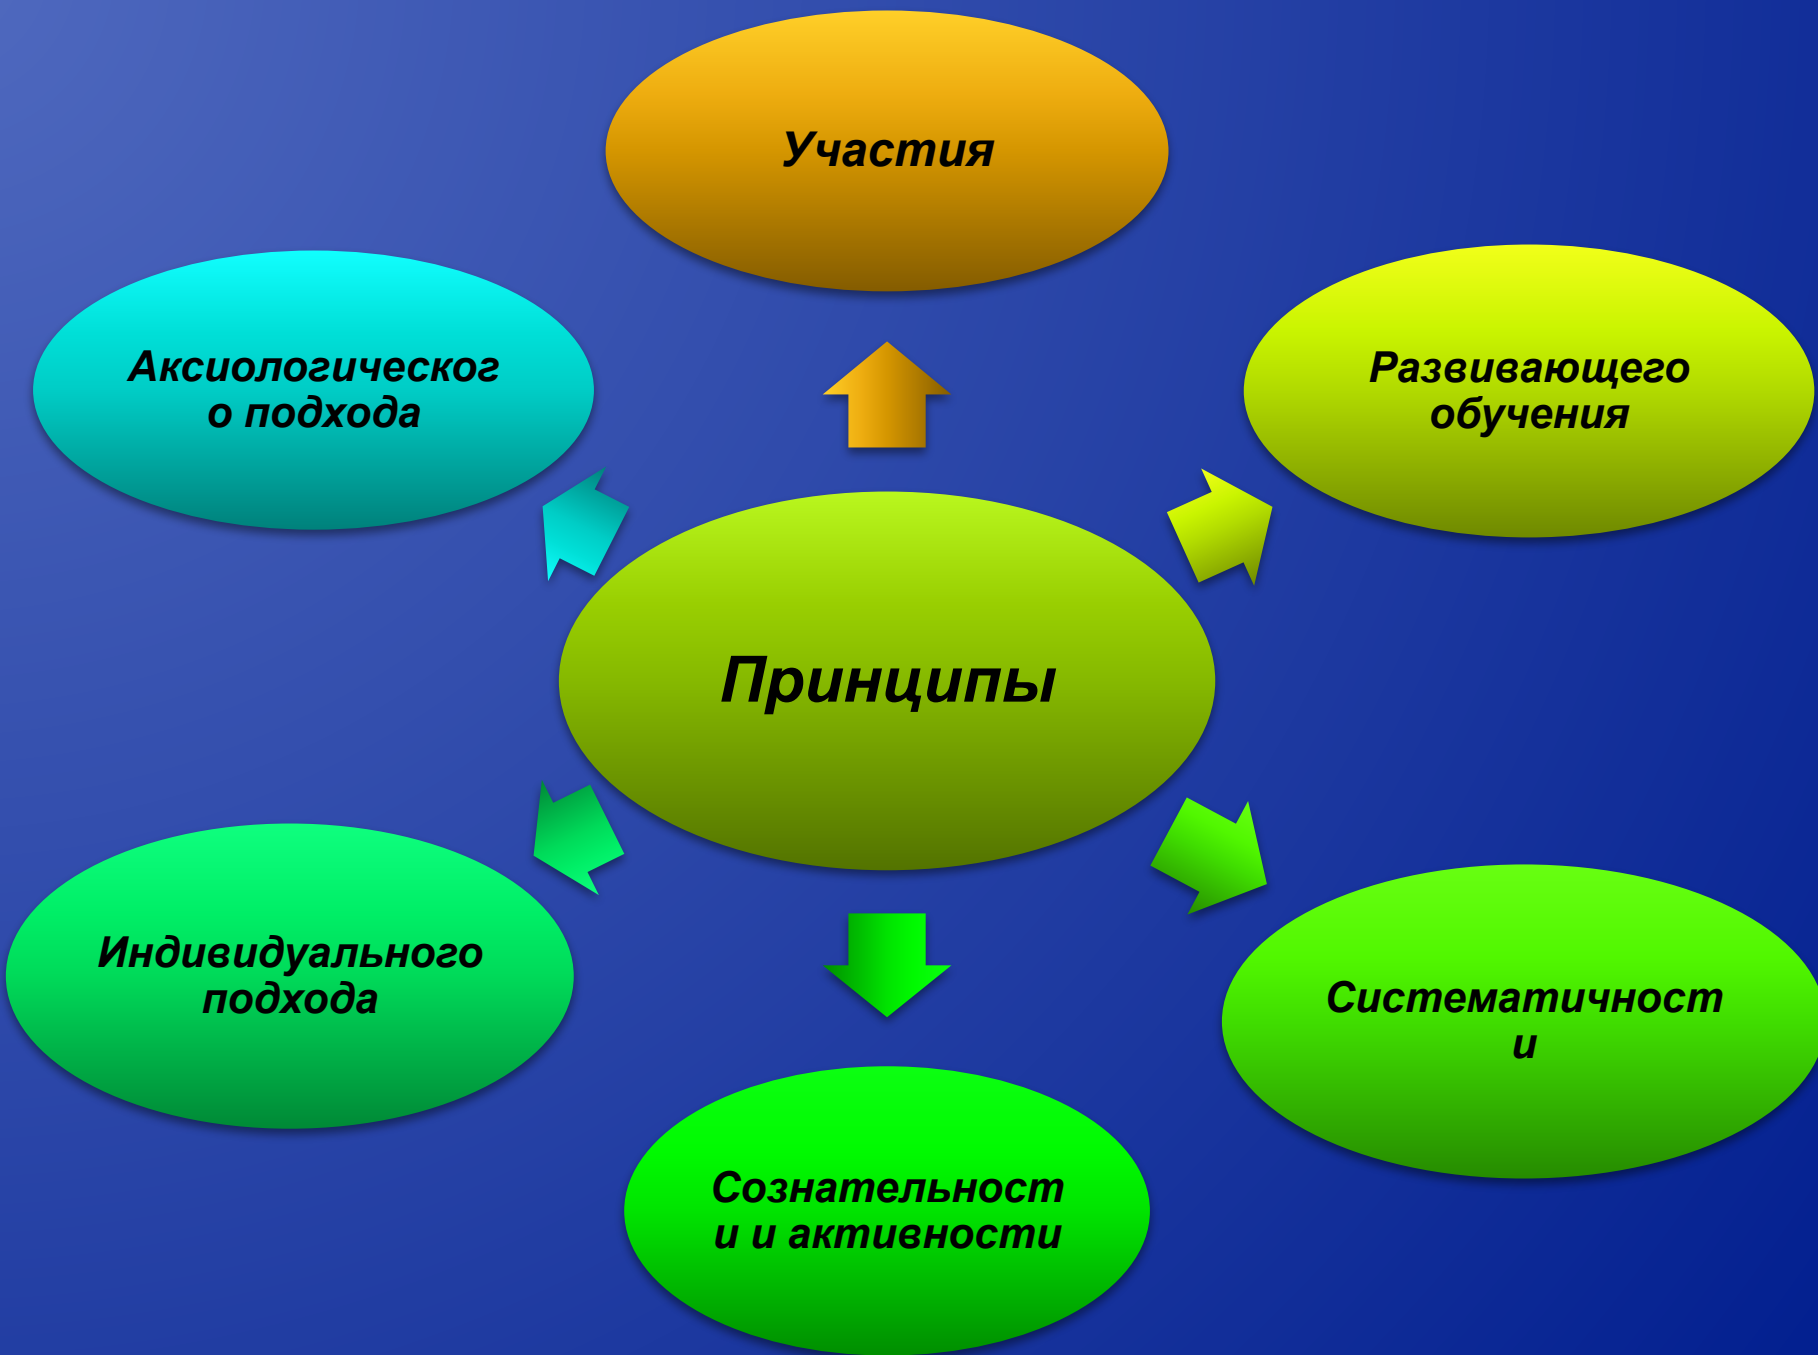 Участия
Аксиологическог
о подхода
Развивающего
обучения
Принципы
Индивидуального
подхода
Систематичност
и
Сознательност
и и активности